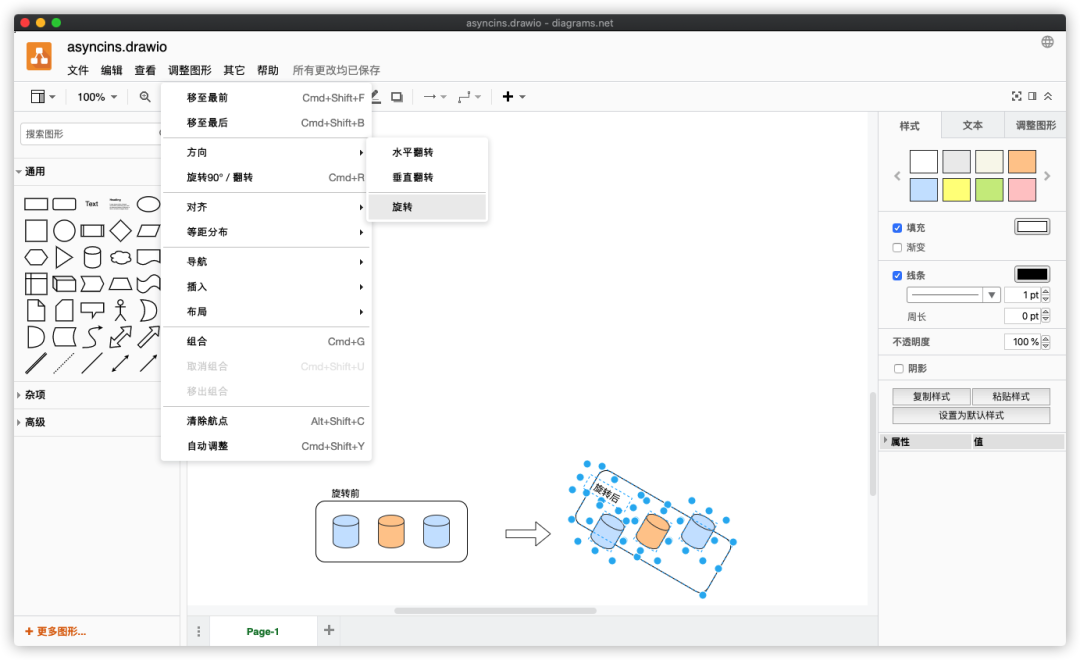 asyncins.drawio - diagrams.net
asyncins.drawio
文件 编辑 查看 调整图形 其它 帮助 所有更改均已保存
100%
搜索图形
通用
Text
Heading
杂项
高级
+ 更多图形...
移至最前 Cmd+Shift+F
移至最后 Cmd+Shift+B
方向
旋转90° / 翻转 Cmd+R
对齐
等距分布
导航
插入
布局
组合 Cmd+G
取消组合 Cmd+Shift+U
移出组合
清除航点 Alt+Shift+C
自动调整 Cmd+Shift+Y
水平翻转
垂直翻转
旋转
旋转前
旋转后
Page-1
样式 文本 调整图形
填充
渐变
线条
1 pt
周长 0 pt
不透明度 100 %
阴影
复制样式 粘贴样式
设置为默认样式
属性 值